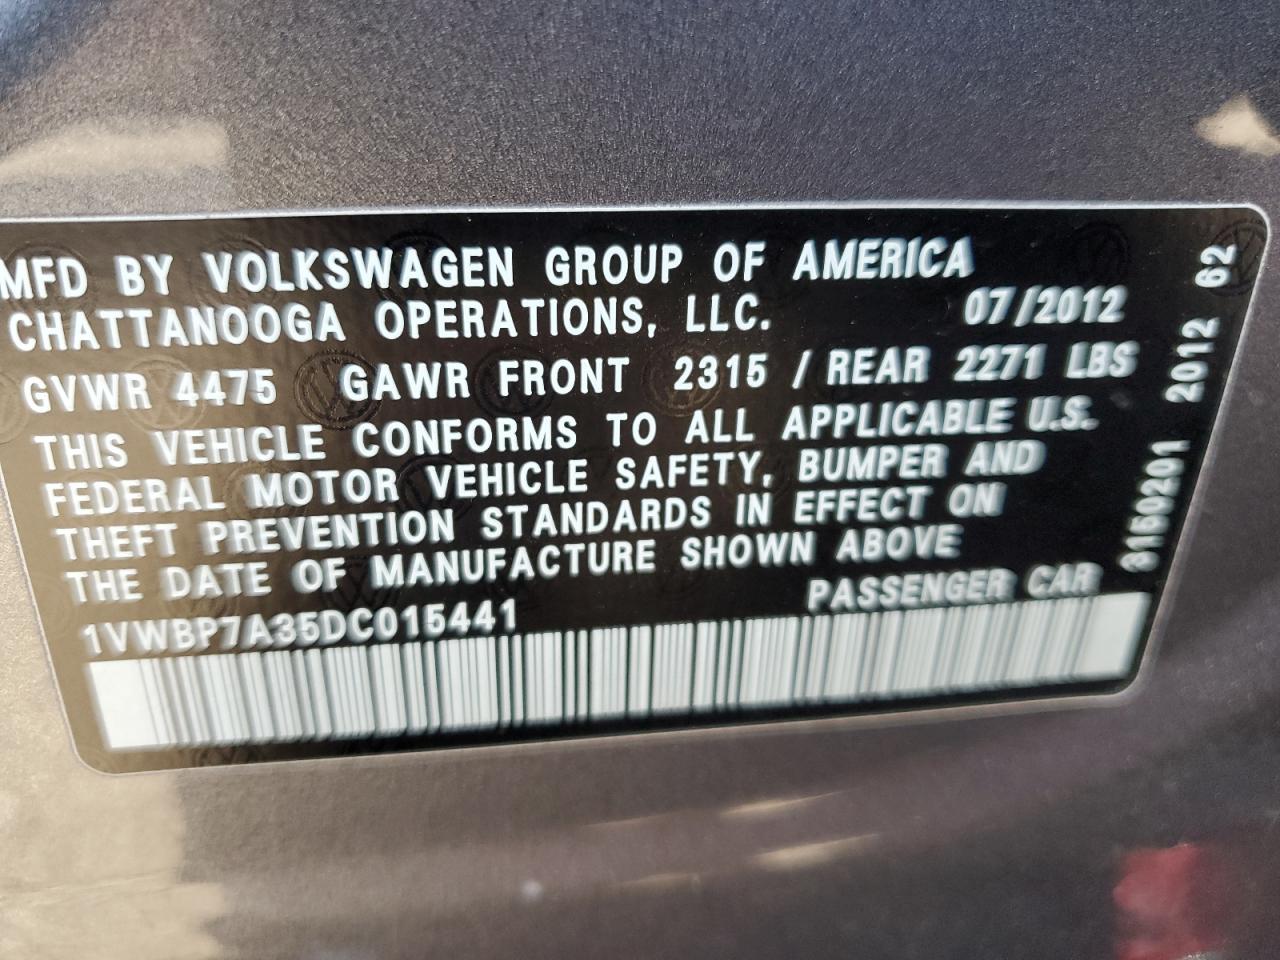 MFD BY VOLKSWAGEN GROUP OF AMERICA
CHATTANOOGA OPERATIONS, LLC. 07/2012
GVWR 4475 GAWR FRONT 2315 / REAR 2271 LBS
THIS VEHICLE CONFORMS TO ALL APPLICABLE U.S.
FEDERAL MOTOR VEHICLE SAFETY, BUMPER AND
THEFT PREVENTION STANDARDS IN EFFECT ON
THE DATE OF MANUFACTURE SHOWN ABOVE
1VWBP7A35DC015441 PASSENGER CAR
3150201 2012 62